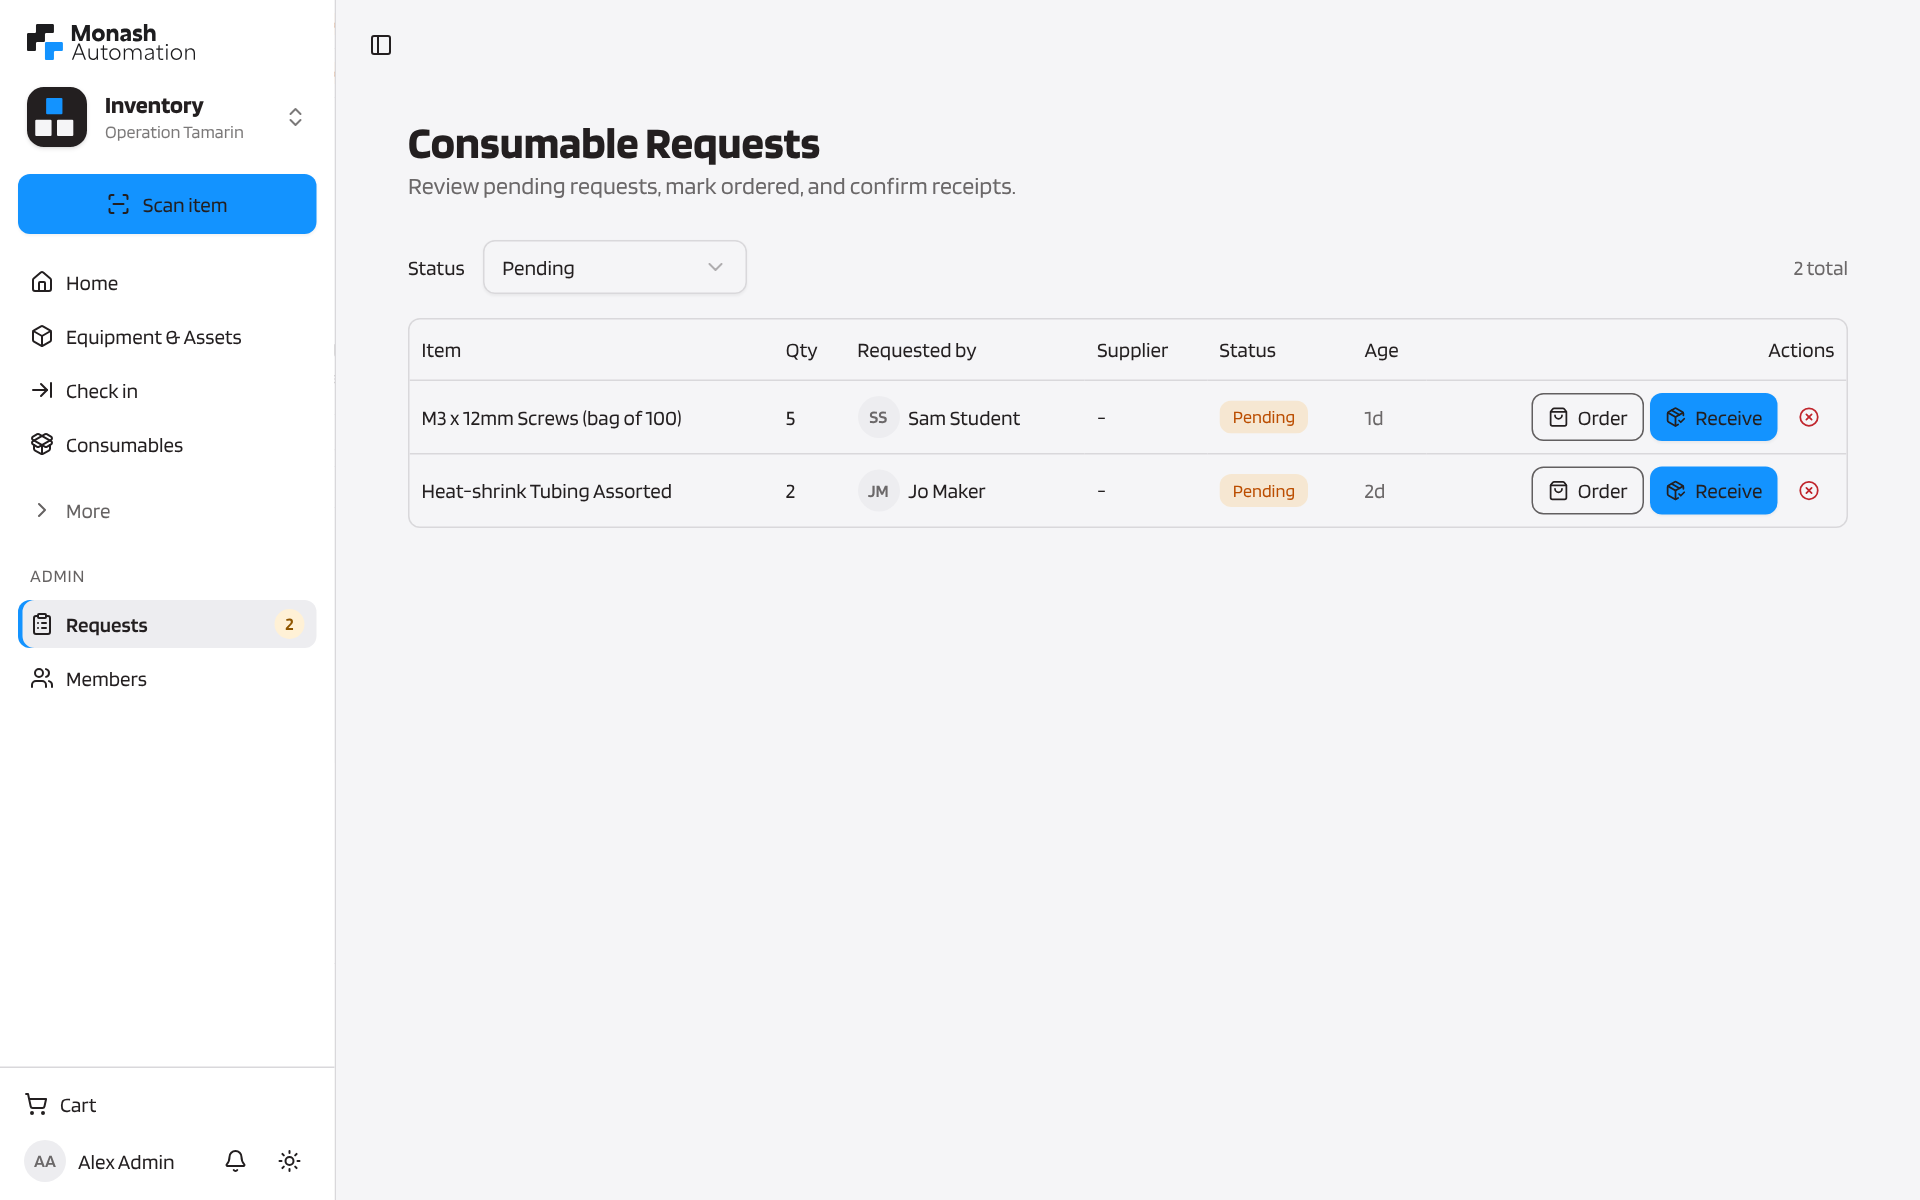 Monash
Automation
Inventory
Operation Tamarin
Scan item
Home
Equipment & Assets
Check in
Consumables
More
ADMIN
Requests 2
Members
Cart
AA Alex Admin
Consumable Requests
Review pending requests, mark ordered, and confirm receipts.
Status Pending 2 total
Item Qty Requested by Supplier Status Age Actions
M3 x 12mm Screws (bag of 100) 5 SS Sam Student - Pending 1d Order Receive
Heat-shrink Tubing Assorted 2 JM Jo Maker - Pending 2d Order Receive